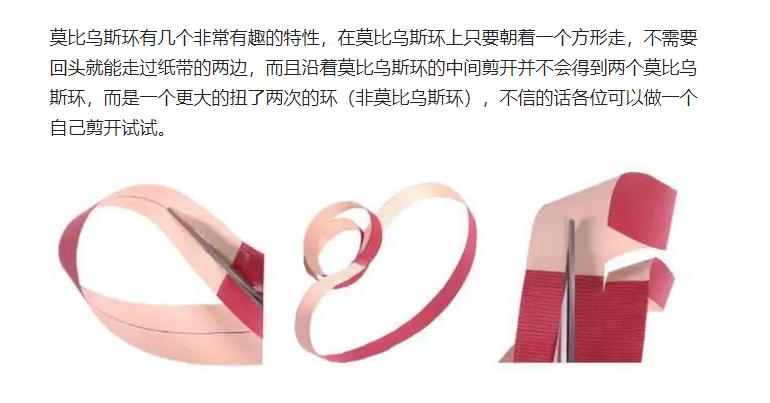 莫比乌斯环有几个非常有趣的特性，在莫比乌斯环上只要朝着一个方形走，不需要
回头就能走过纸带的两边，而且沿着莫比乌斯环的中间剪开并不会得到两个莫比乌
斯环，而是一个更大的扭了两次的环（非莫比乌斯环），不信的话各位可以做一个
自己剪开试试。